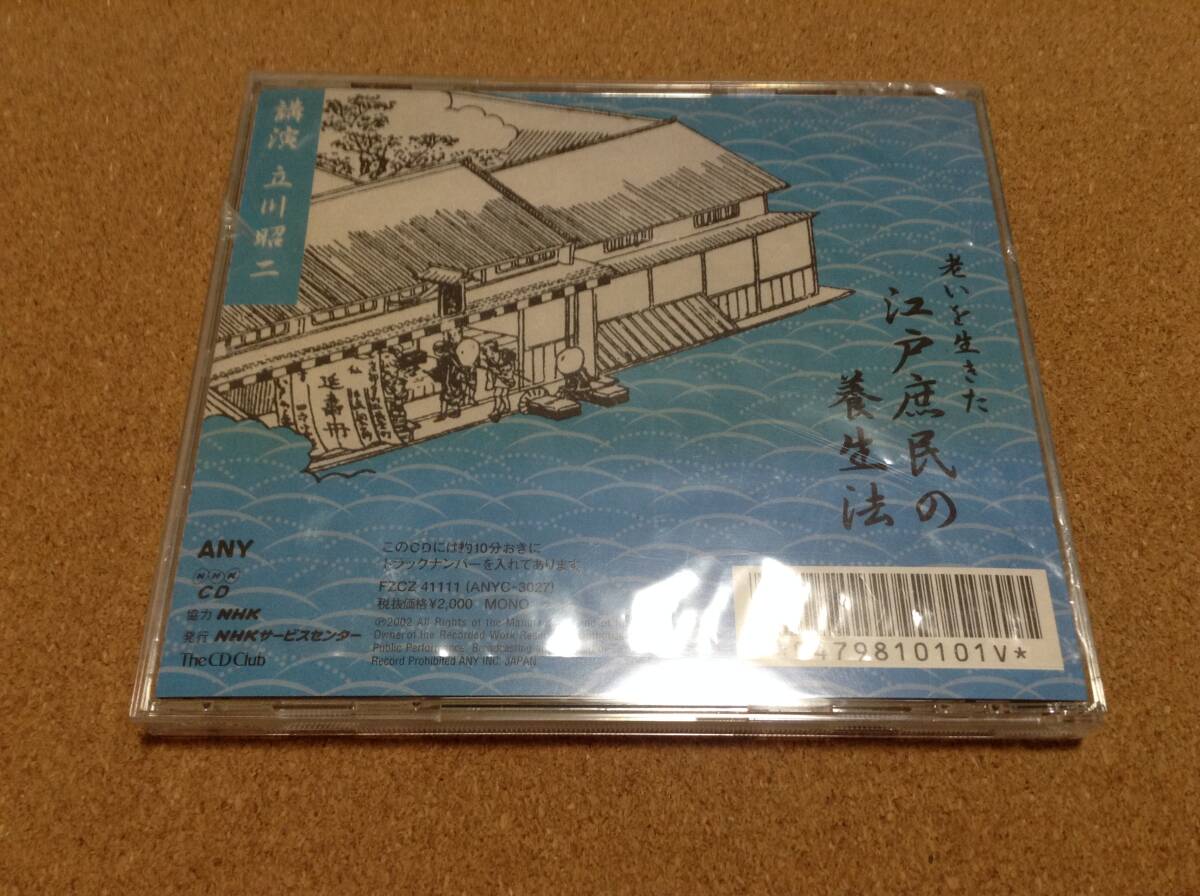 講演 立川昭二
老いを生きた
江戸庶民の
養生法
延壽丹
ANY
NHK
CD
協力 NHK
発行 NHKサービスセンター
The CD Club
このCDには約10分おきに
トラックナンバーを入れてあります
FZCZ-41111 (ANYC-3027)
税抜価格¥2,000 MONO
℗2002 All Rights of the
Owner of the Recorded Work
Public Performance, Broadcasting
Record Prohibited ANY INC. JAPAN
479810101V*